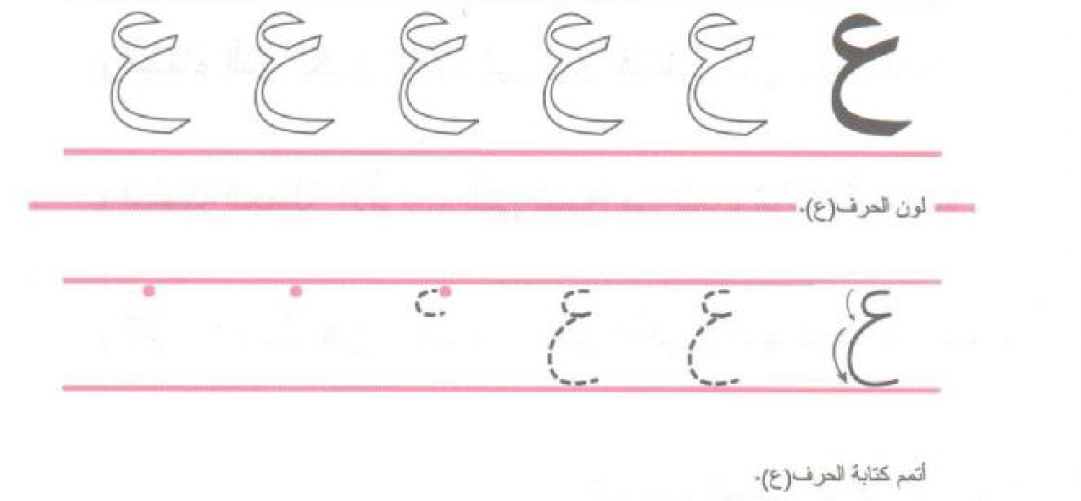 ع ع ع ع ع ع
لون الحرف(ع).
ع ع ع
أتمم كتابة الحرف(ع).